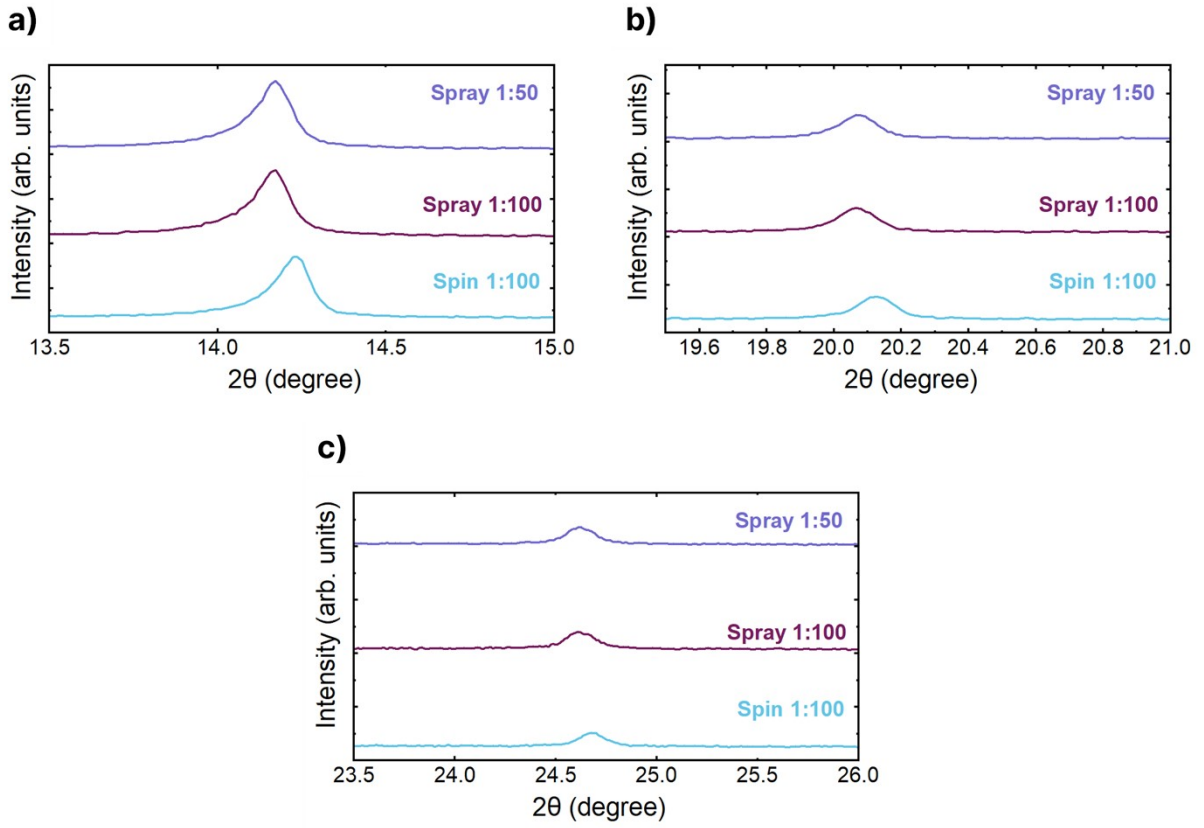 a)
Intensity (arb. units)
Spray 1:50
Spray 1:100
Spin 1:100
13.5 14.0 14.5 15.0
2θ (degree)
b)
Intensity (arb. units)
Spray 1:50
Spray 1:100
Spin 1:100
19.6 19.8 20.0 20.2 20.4 20.6 20.8 21.0
2θ (degree)
c)
Intensity (arb. units)
Spray 1:50
Spray 1:100
Spin 1:100
23.5 24.0 24.5 25.0 25.5 26.0
2θ (degree)